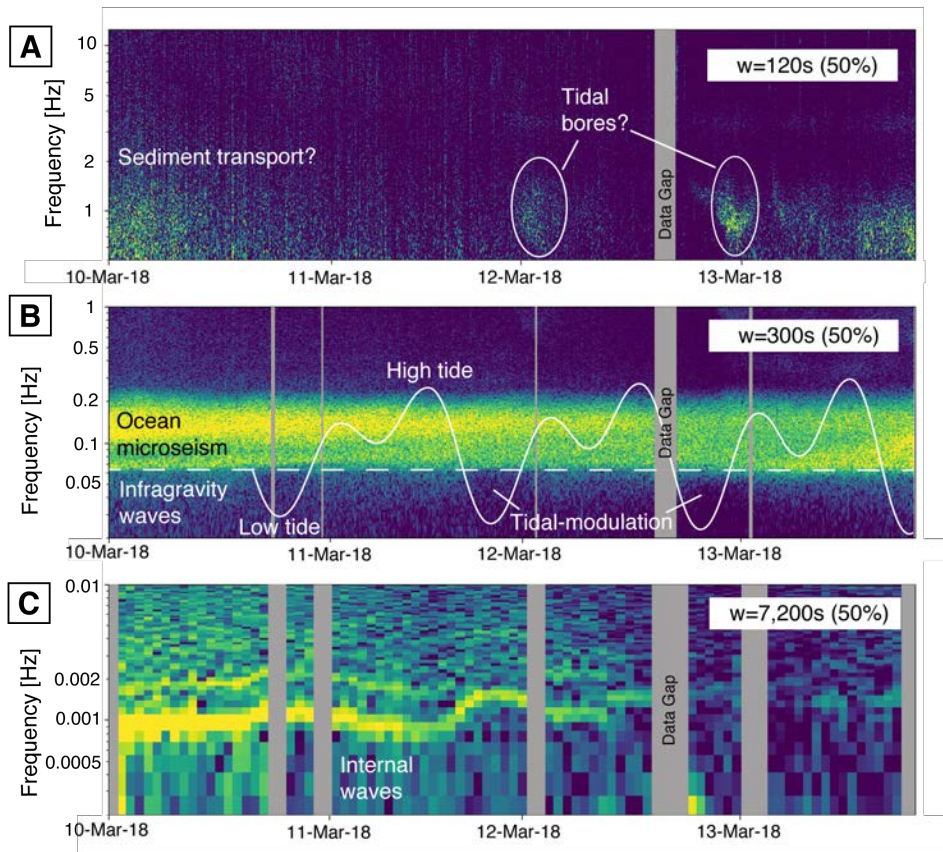 A
Frequency [Hz]
10
5
2
1
w=120s (50%)
Tidal
bores?
Sediment transport?
Data Gap
10-Mar-18
11-Mar-18
12-Mar-18
13-Mar-18
B
Frequency [Hz]
1
0.5
0.2
0.1
0.05
w=300s (50%)
High tide
Ocean
microseism
Data Gap
Infragravity
waves
Low tide
Tidal-modulation
10-Mar-18
11-Mar-18
12-Mar-18
13-Mar-18
C
Frequency [Hz]
0.01
0.002
0.001
0.0005
w=7,200s (50%)
Data Gap
Internal
waves
10-Mar-18
11-Mar-18
12-Mar-18
13-Mar-18